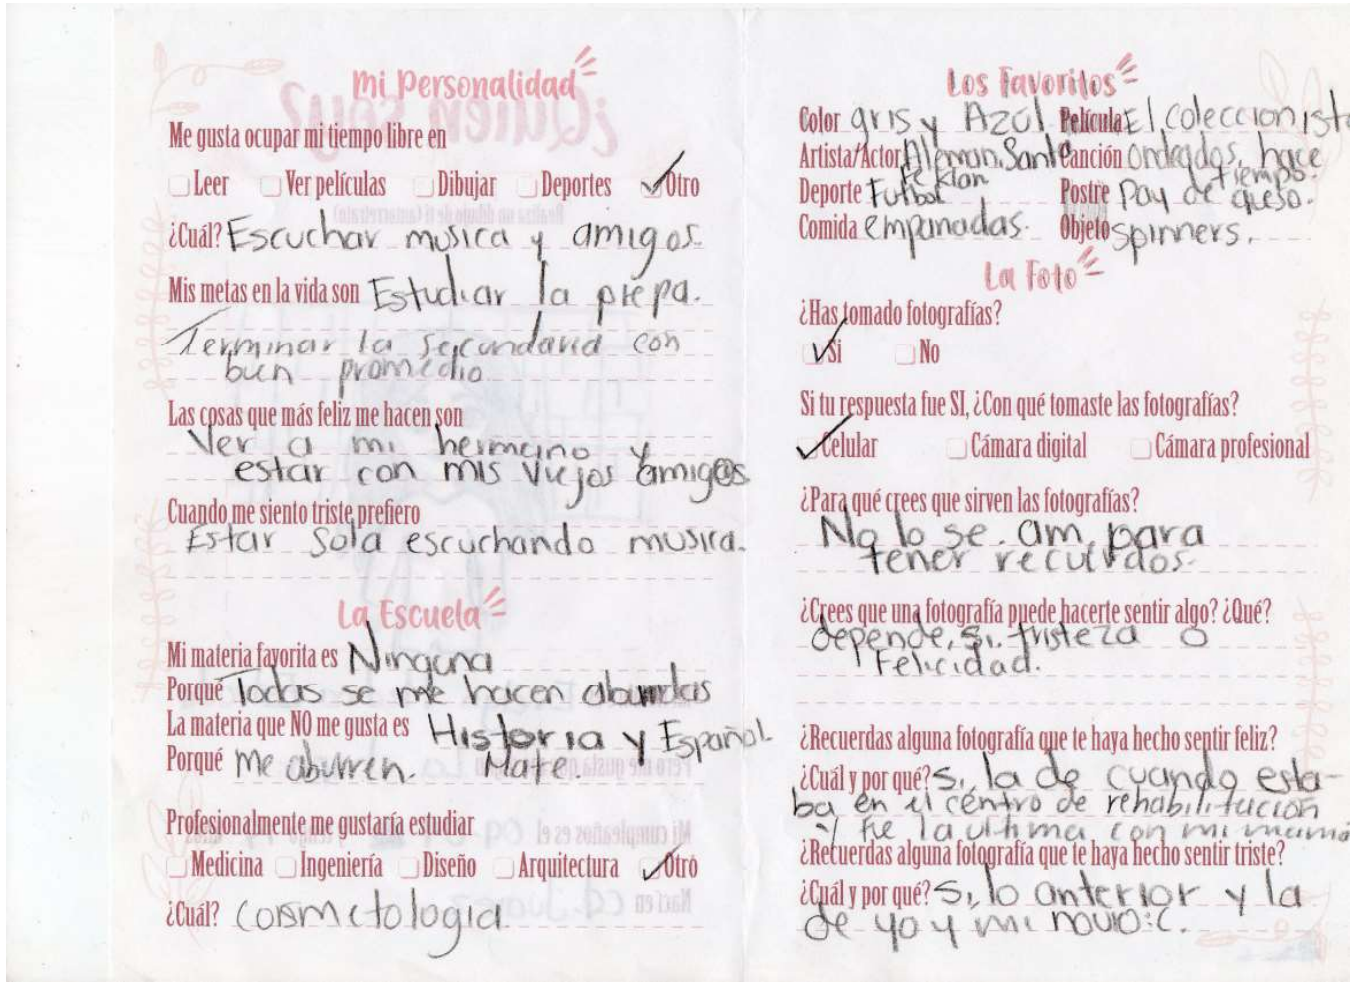 Mi Personalidad
Me gusta ocupar mi tiempo libre en
Leer Ver películas Dibujar Deportes Otro
¿Cuál? Escuchar musica y amigos.
Mis metas en la vida son Estudiar la prepa.
Terminar la secundaria con
buen promedio
Las cosas que más feliz me hacen son
Ver a mi hermano y
estar con mis viejos amig@s
Cuando me siento triste prefiero
Estar Sola escuchando musica.
La Escuela
Mi materia favorita es Ninguna
Porqué Todas se me hacen aburridas
La materia que NO me gusta es Historia y Español.
Porqué me aburren. Mate
Profesionalmente me gustaría estudiar
Medicina Ingeniería Diseño Arquitectura Otro
¿Cuál? Cosmetologia.
Los Favoritos
Color gris y Azul Película El coleccionista
Artista/Actor Aleman, Santa Fe Klan Canción ondeados, hace tiempo.
Deporte Futbol Postre Pay de queso.
Comida empanadas. Objeto spinners.
La Foto
¿Has tomado fotografías?
Si No
Si tu respuesta fue SI, ¿Con qué tomaste las fotografías?
Celular Cámara digital Cámara profesional
¿Para qué crees que sirven las fotografías?
No lo se. am, para
tener recuerdos.
¿Crees que una fotografía puede hacerte sentir algo? ¿Qué?
depende, si. tristeza o
Felicidad.
¿Recuerdas alguna fotografía que te haya hecho sentir feliz?
¿Cuál y por qué? Si, la de cuando esta-
ba en el centro de rehabilitacion
y fue la ultima con mi mamá
¿Recuerdas alguna fotografía que te haya hecho sentir triste?
¿Cuál y por qué? Si, lo anterior y la
de yo y mi novio :c.